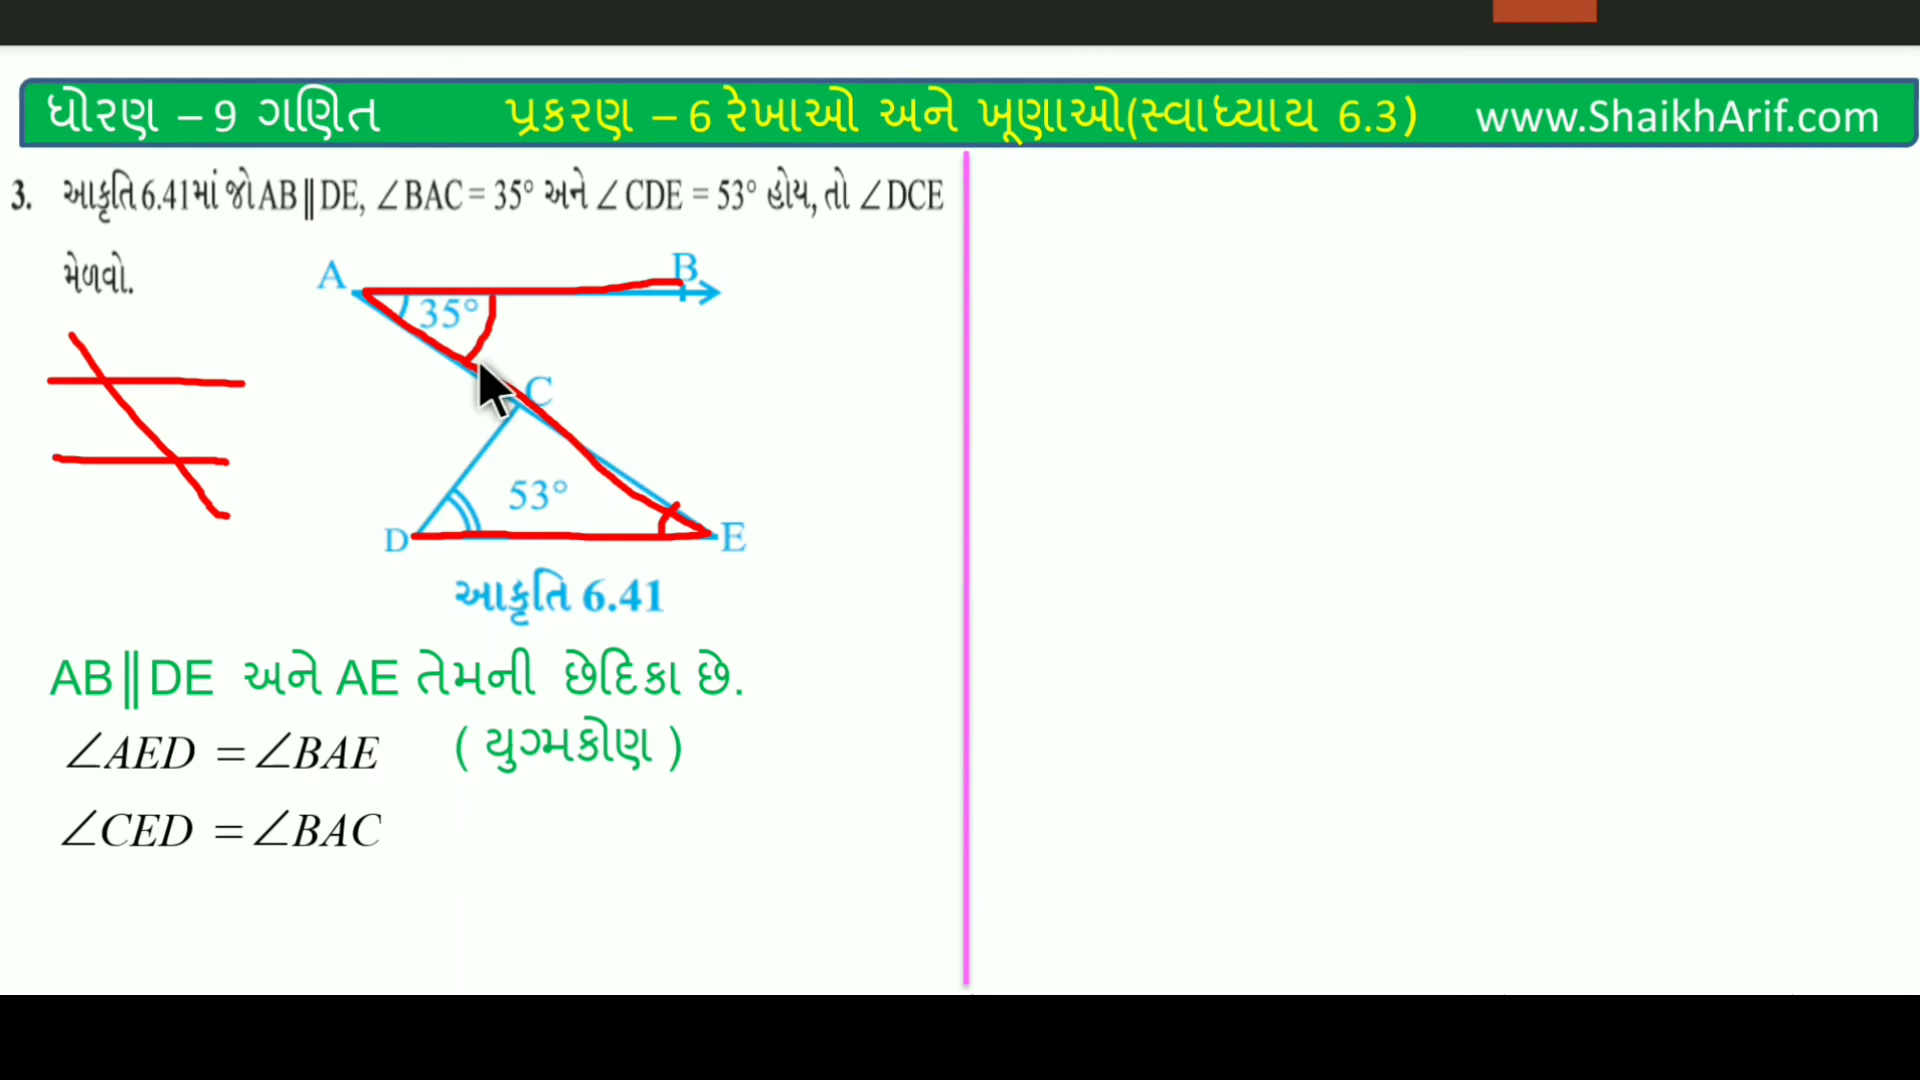 ધોરણ – 9 ગણિત પ્રકરણ – 6 રેખાઓ અને ખૂણાઓ(સ્વાધ્યાય 6.3) www.ShaikhArif.com
3. આકૃતિ 6.41માં જો AB || DE, ∠BAC = 35° અને ∠ CDE = 53° હોય, તો ∠DCE
મેળવો.
A B
35°
C
53°
D E
આકૃતિ 6.41
AB||DE અને AE તેમની છેદિકા છે.
∠AED = ∠BAE ( યુગ્મકોણ )
∠CED = ∠BAC